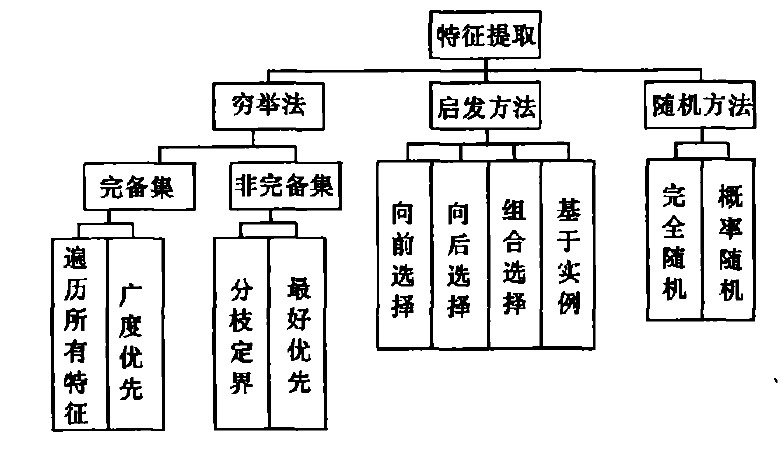 特征提取
穷举法
启发方法
随机方法
完备集
非完备集
遍历所有特征
广度优先
分枝定界
最好优先
向前选择
向后选择
组合选择
基于实例
完全随机
概率随机